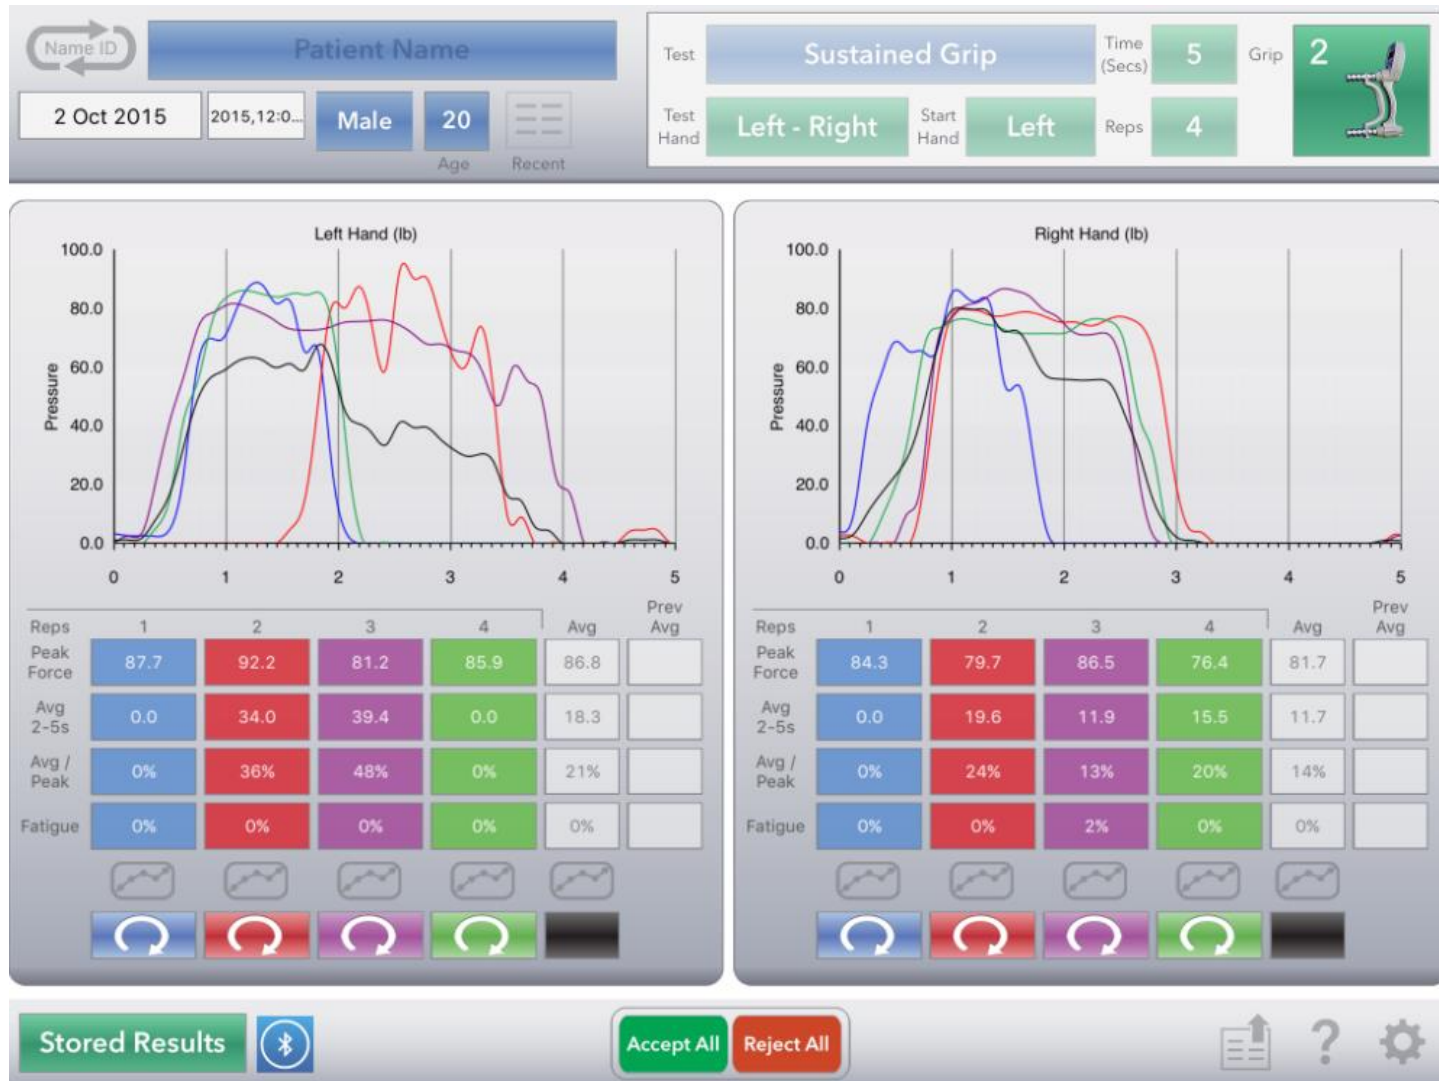 Name ID
Patient Name
2 Oct 2015
2015,12:0...
Male
20
Age
Recent
Test
Sustained Grip
Time
(Secs)
5
Grip
2
Test
Hand
Left - Right
Start
Hand
Left
Reps
4
Left Hand (lb)
Pressure
100.0
80.0
60.0
40.0
20.0
0.0
0 1 2 3 4 5
Reps 1 2 3 4 Avg Prev Avg
Peak Force 87.7 92.2 81.2 85.9 86.8
Avg 2-5s 0.0 34.0 39.4 0.0 18.3
Avg / Peak 0% 36% 48% 0% 21%
Fatigue 0% 0% 0% 0% 0%
Right Hand (lb)
Pressure
100.0
80.0
60.0
40.0
20.0
0.0
0 1 2 3 4 5
Reps 1 2 3 4 Avg Prev Avg
Peak Force 84.3 79.7 86.5 76.4 81.7
Avg 2-5s 0.0 19.6 11.9 15.5 11.7
Avg / Peak 0% 24% 13% 20% 14%
Fatigue 0% 0% 2% 0% 0%
Stored Results
Accept All
Reject All
?